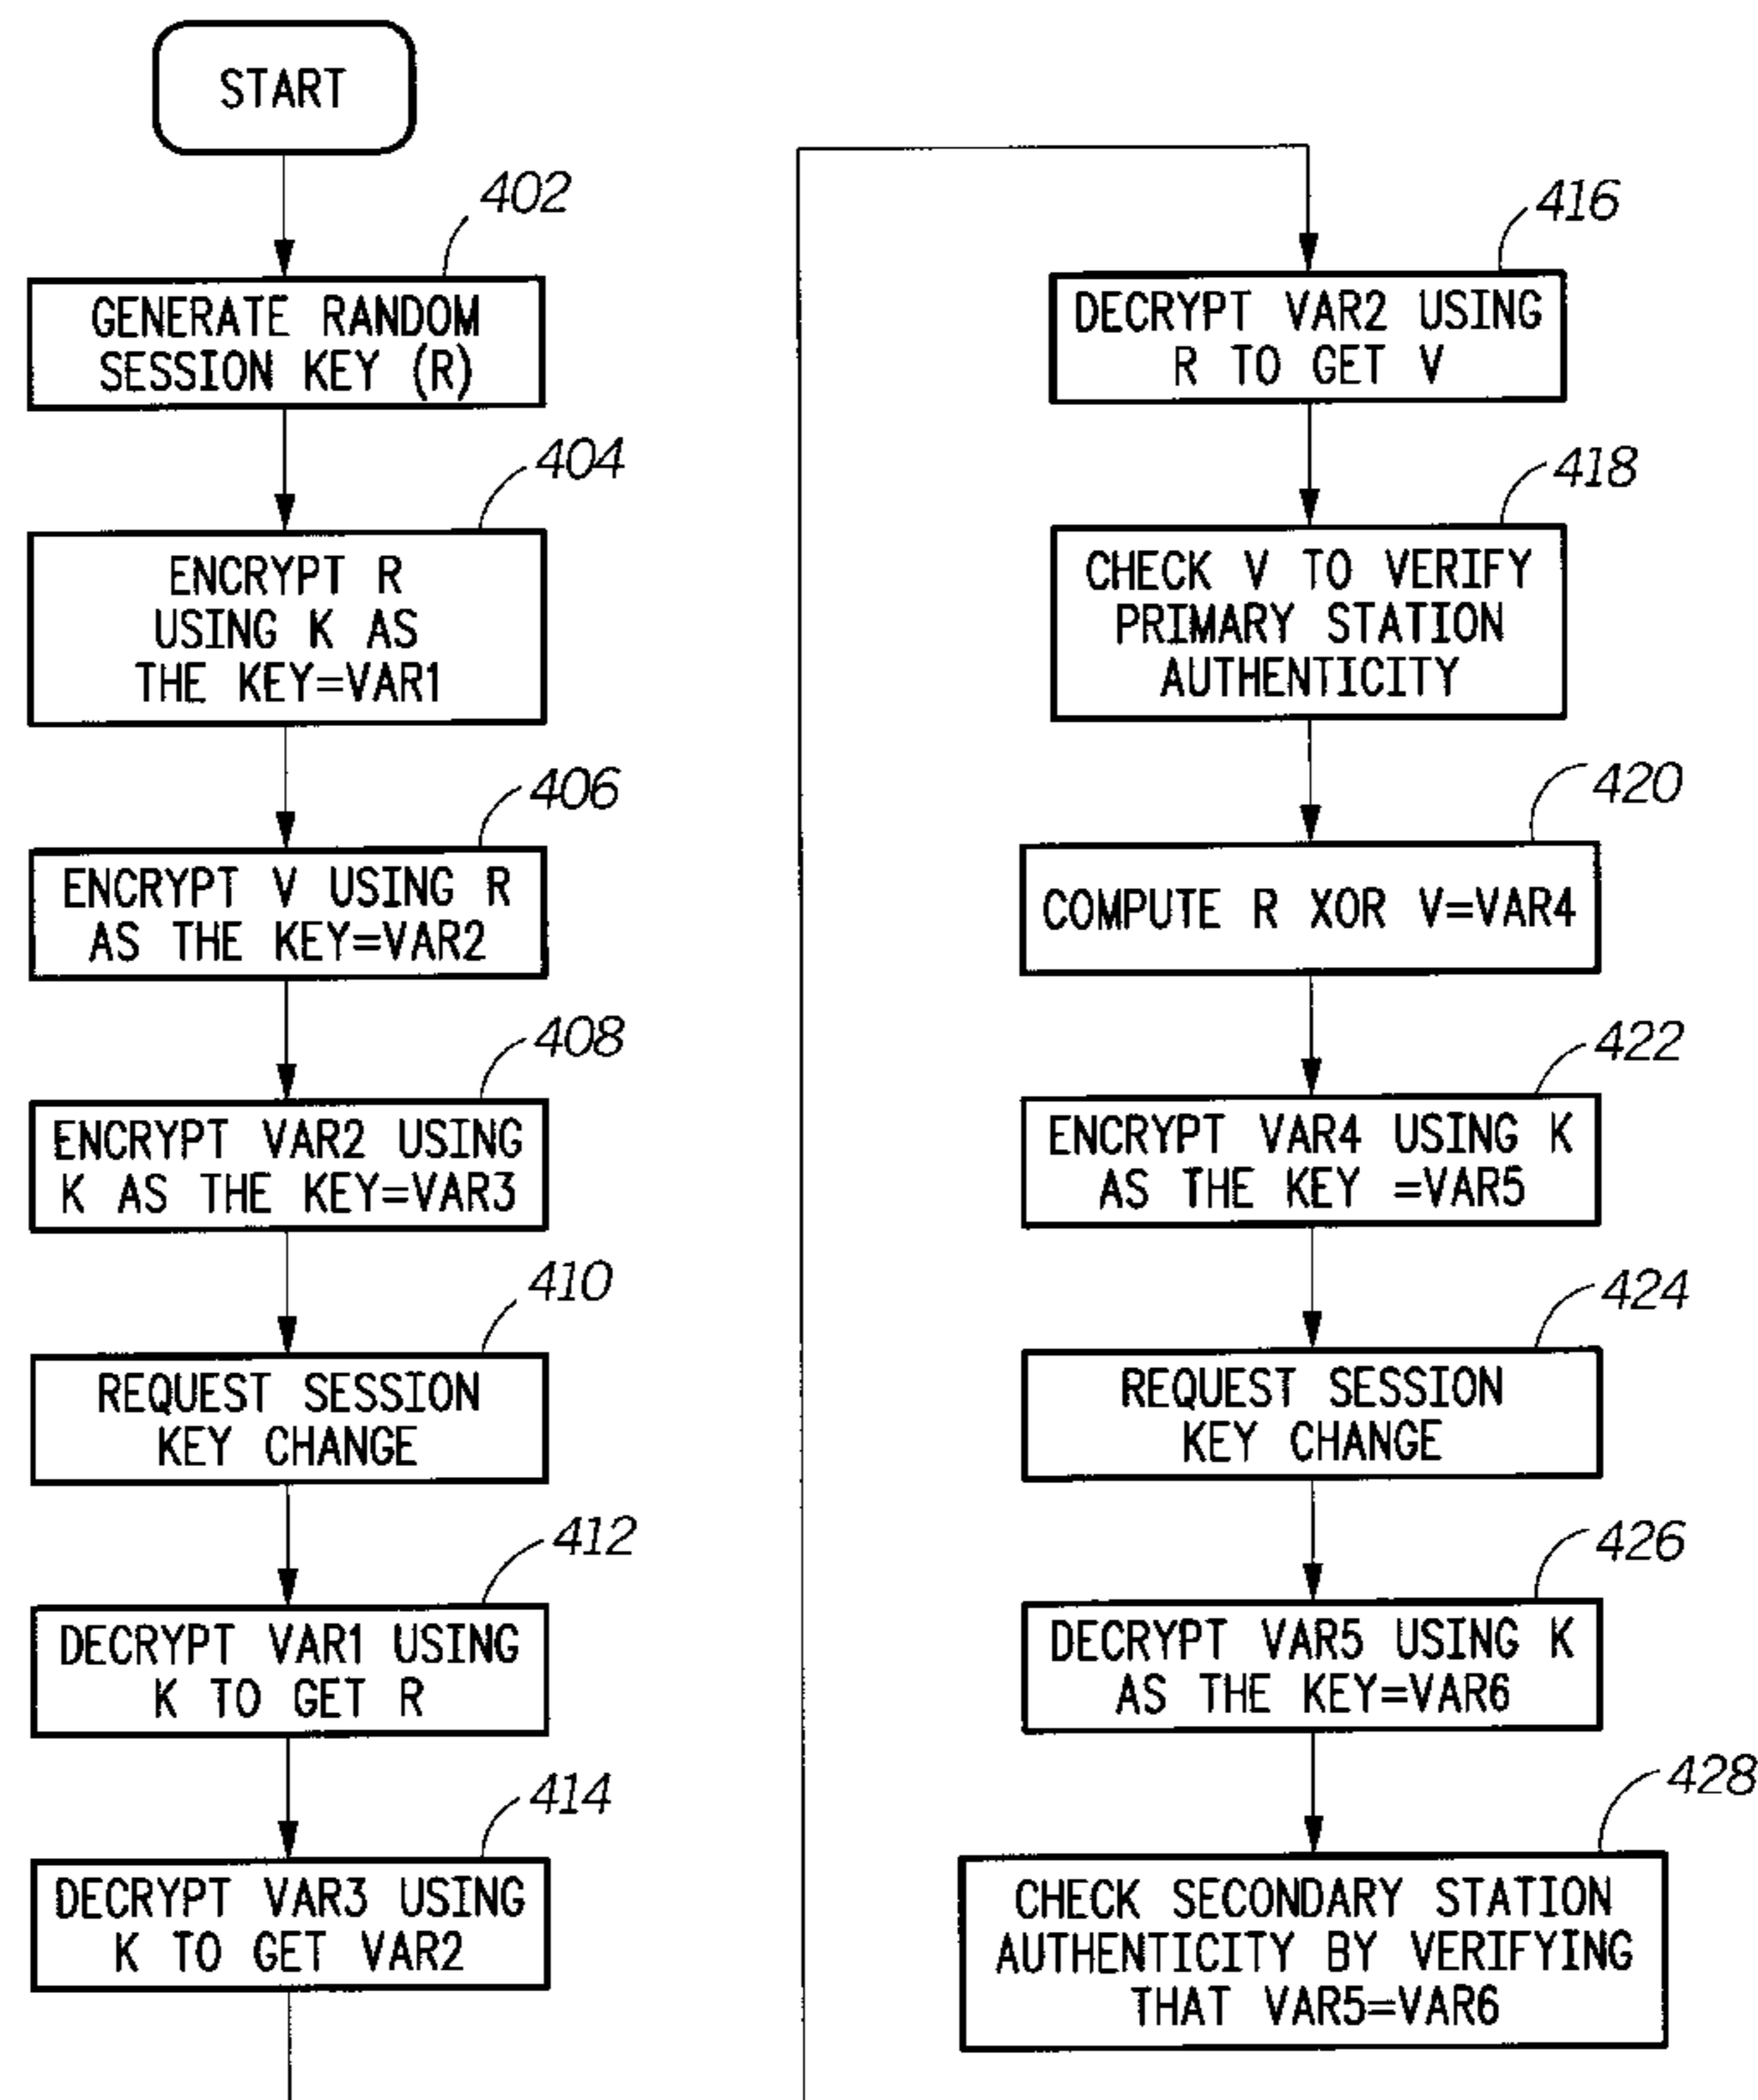 START
402
GENERATE RANDOM
SESSION KEY (R)
404
ENCRYPT R
USING K AS
THE KEY=VAR1
406
ENCRYPT V USING R
AS THE KEY=VAR2
408
ENCRYPT VAR2 USING
K AS THE KEY=VAR3
410
REQUEST SESSION
KEY CHANGE
412
DECRYPT VAR1 USING
K TO GET R
414
DECRYPT VAR3 USING
K TO GET VAR2
416
DECRYPT VAR2 USING
R TO GET V
418
CHECK V TO VERIFY
PRIMARY STATION
AUTHENTICITY
420
COMPUTE R XOR V=VAR4
422
ENCRYPT VAR4 USING K
AS THE KEY =VAR5
424
REQUEST SESSION
KEY CHANGE
426
DECRYPT VAR5 USING K
AS THE KEY=VAR6
428
CHECK SECONDARY STATION
AUTHENTICITY BY VERIFYING
THAT VAR5=VAR6